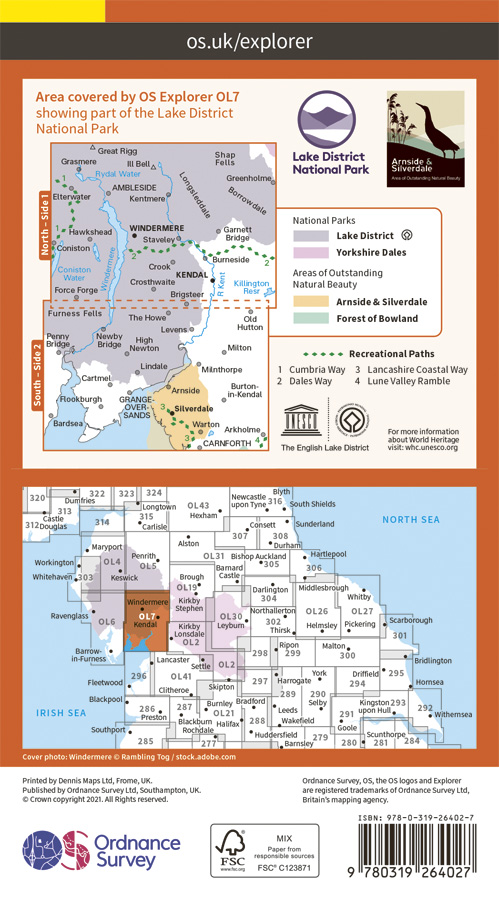 os.uk/explorer
Area covered by OS Explorer OL7
showing part of the Lake District
National Park
Lake District
National Park
Arnside &
Silverdale
Area of Outstanding Natural Beauty
North – Side 1
South – Side 2
Great Rigg
Grasmere
Ill Bell
Shap
Fells
Rydal Water
Greenholme
1
Elterwater
AMBLESIDE
Kentmere
Longsleddale
Borrowdale
Hawkshead
WINDERMERE
Garnett
Bridge
1
Staveley
Coniston
2
Burneside
2
Coniston
Water
Windermere
Crook
KENDAL
Crosthwaite
R Kent
Killington
Resr
Force Forge
Brigsteer
Furness Fells
The Howe
Old
Hutton
Penny
Bridge
Newby
Bridge
Levens
High
Newton
Milton
Lindale
Milnthorpe
Cartmel
Arnside
Burton-
in-Kendal
Flookburgh
GRANGE-
OVER-
SANDS
3
Silverdale
Bardsea
Warton
Arkholme
3
CARNFORTH
4
National Parks
Lake District
Yorkshire Dales
Areas of Outstanding
Natural Beauty
Arnside & Silverdale
Forest of Bowland
Recreational Paths
1 Cumbria Way
3 Lancashire Coastal Way
2 Dales Way
4 Lune Valley Ramble
unesco
The English Lake District
For more information
about World Heritage
visit: whc.unesco.org
320
322
323
324
Dumfries
313
Longtown
OL43
Newcastle
upon Tyne
316
Blyth
South Shields
312
Castle
Douglas
314
315
Carlisle
Hexham
NORTH SEA
Consett
Sunderland
307
308
Alston
Durham
Maryport
OL31
Bishop Auckland
305
Hartlepool
306
Workington
OL4
Penrith
OL5
Barnard
Castle
Whitehaven
303
Keswick
Brough
OL19
Darlington
304
Middlesbrough
Whitby
Windermere
Kirkby
Stephen
Northallerton
OL26
OL27
Ravenglass
OL6
OL7
Kendal
OL30
Leyburn
302
Thirsk
Helmsley
Pickering
Scarborough
Kirkby
Lonsdale
OL2
301
Barrow-
in-Furness
298
Ripon
299
Malton
300
Bridlington
Lancaster
Settle
OL2
296
OL41
297
York
Driffield
294
295
Fleetwood
Clitheroe
Skipton
Harrogate
289
290
Selby
Hornsea
Blackpool
286
Preston
287
Burnley
OL21
Bradford
288
Leeds
Kingston
upon Hull
293
292
Withernsea
IRISH SEA
Blackburn
Halifax
Wakefield
291
Goole
Southport
Rochdale
Huddersfield
Scunthorpe
285
277
Barnsley
279
280
281
284
Cover photo: Windermere © Rambling Tog / stock.adobe.com
Printed by Dennis Maps Ltd, Frome, UK.
Published by Ordnance Survey Ltd, Southampton, UK.
© Crown copyright 2021. All Rights reserved.
Ordnance Survey, OS, the OS logos and Explorer
are registered trademarks of Ordnance Survey Ltd,
Britain's mapping agency.
Ordnance
Survey
FSC
www.fsc.org
MIX
Paper from
responsible sources
FSC® C123871
ISBN: 978-0-319-26402-7
9 780319 264027